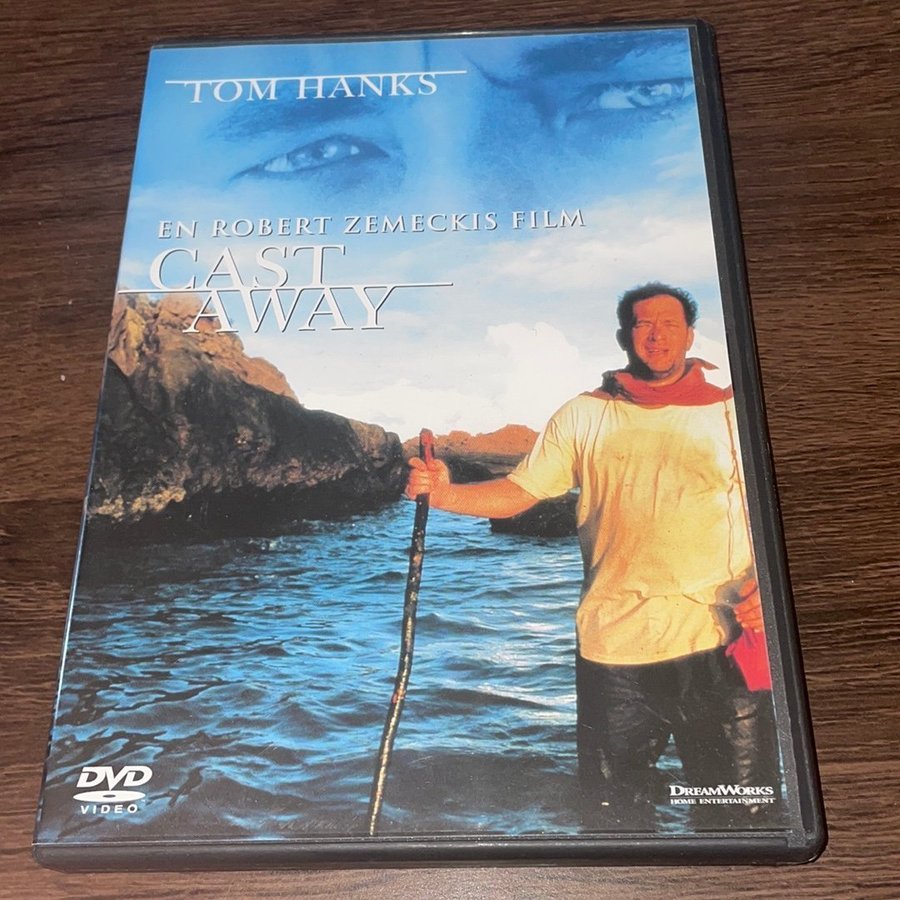 TOM HANKS
EN ROBERT ZEMECKIS FILM
CAST
AWAY
DVD
VIDEO
DREAMWORKS
HOME ENTERTAINMENT